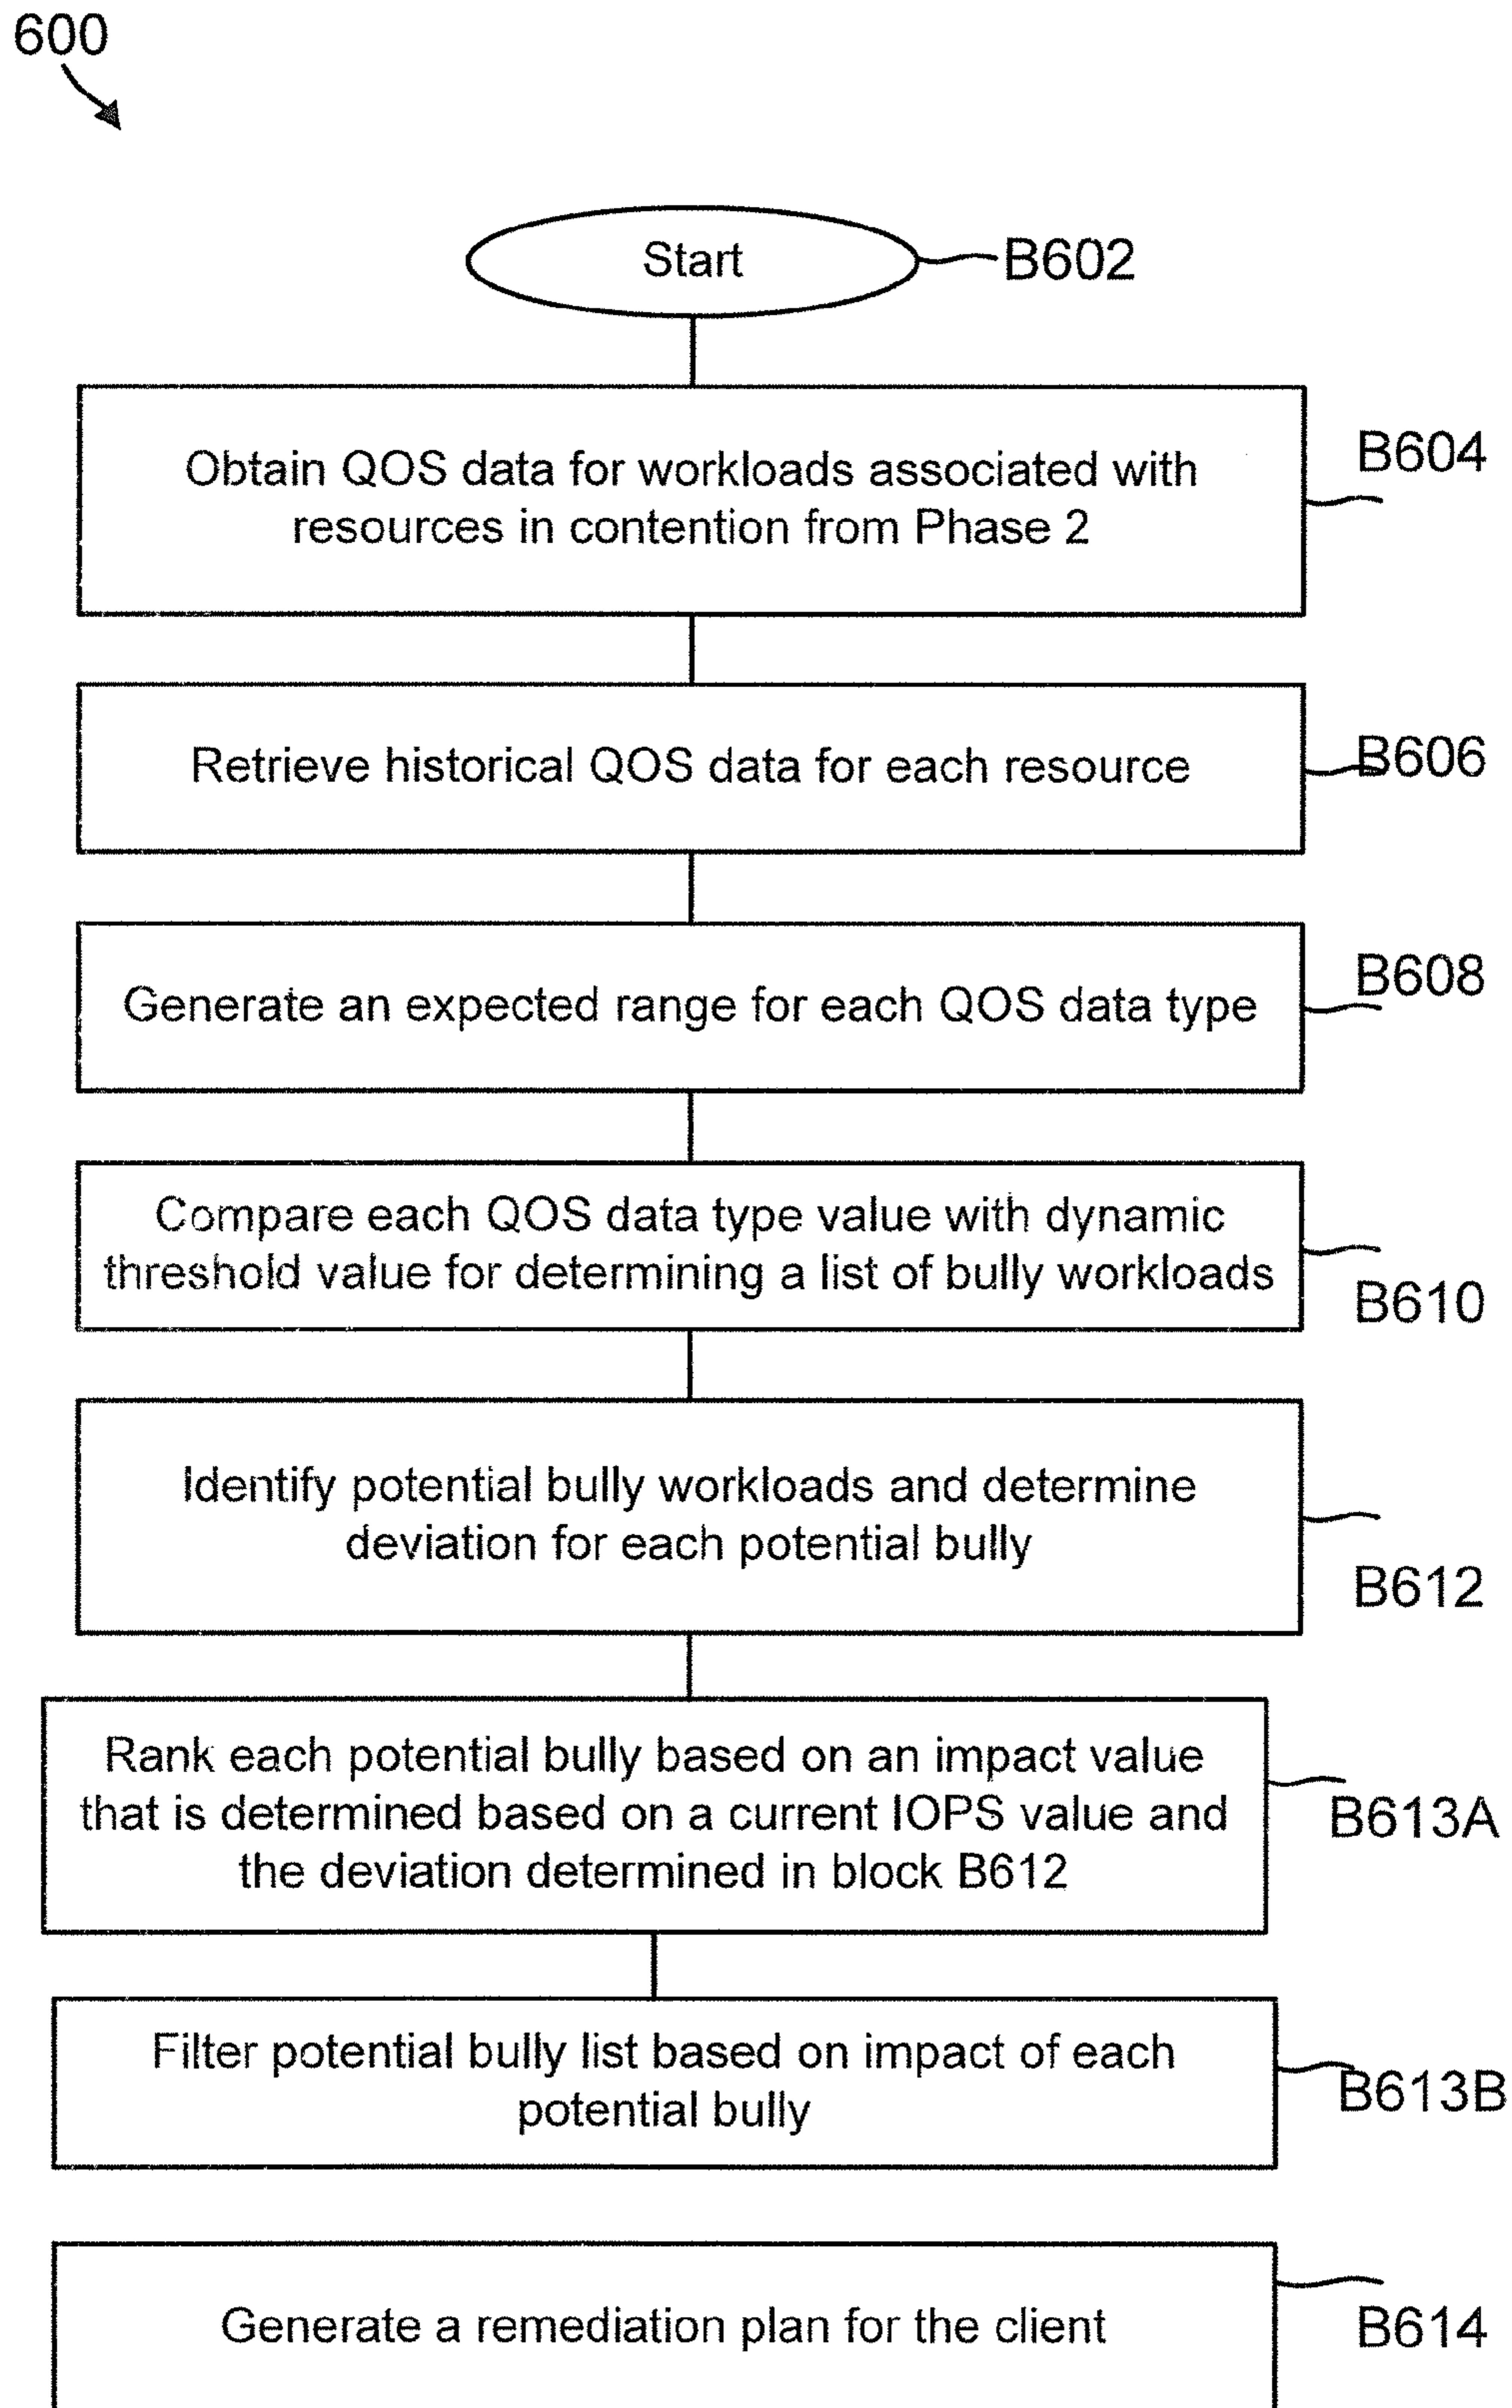 600
Start
B602
Obtain QOS data for workloads associated with
resources in contention from Phase 2
B604
Retrieve historical QOS data for each resource
B606
Generate an expected range for each QOS data type
B608
Compare each QOS data type value with dynamic
threshold value for determining a list of bully workloads
B610
Identify potential bully workloads and determine
deviation for each potential bully
B612
Rank each potential bully based on an impact value
that is determined based on a current IOPS value and
the deviation determined in block B612
B613A
Filter potential bully list based on impact of each
potential bully
B613B
Generate a remediation plan for the client
B614